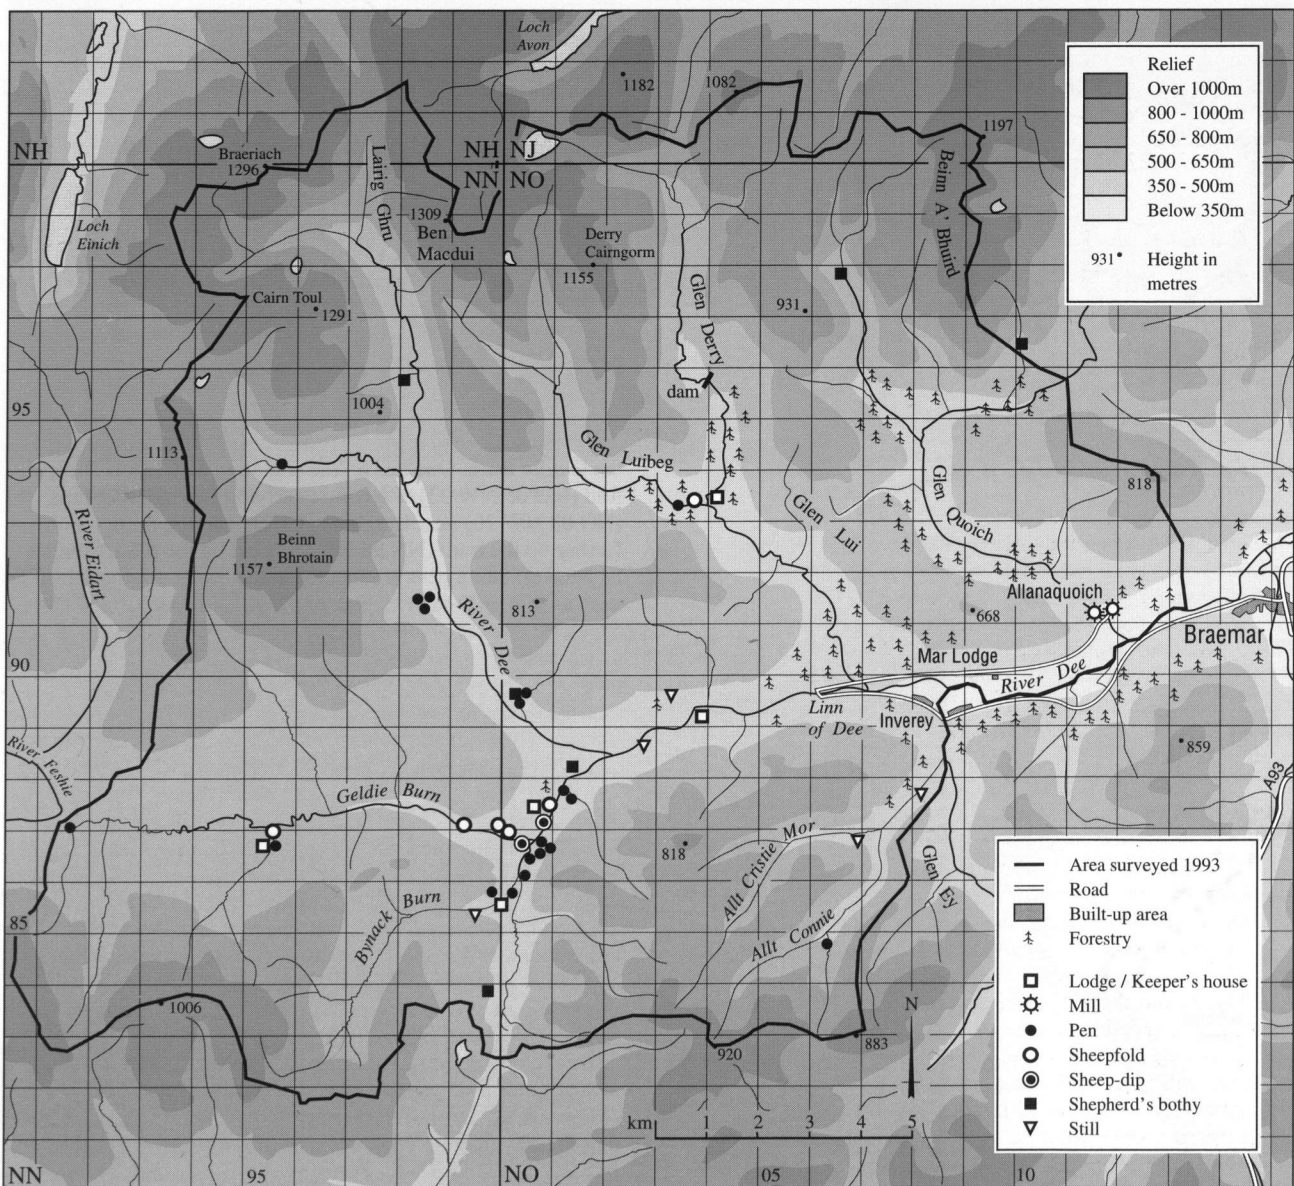 Loch
Avon
1182
1082
1197
NH
NH
NJ
NN
NO
Braeriach
1296
Lairig Ghru
Beinn A' Bhuird
Loch
Einich
1309
Ben
Macdui
Derry
Cairngorm
1155
Cairn Toul
1291
Glen Derry
931
dam
95
1004
1113
Glen Luibeg
818
River Eidart
Beinn
Bhrotain
1157
Glen Lui
Glen Quoich
Allanaquoich
River Dee
813
668
Braemar
90
Mar Lodge
River Dee
Linn
of Dee
Inverey
859
River Feshie
A93
Geldie Burn
818
Allt Cristie Mor
Glen Ey
85
Bynack Burn
Allt Connie
1006
920
883
N
km 1 2 3 4 5
NN
95
NO
05
10
Relief
Over 1000m
800 - 1000m
650 - 800m
500 - 650m
350 - 500m
Below 350m
931 Height in
metres
Area surveyed 1993
Road
Built-up area
Forestry
Lodge / Keeper's house
Mill
Pen
Sheepfold
Sheep-dip
Shepherd's bothy
Still